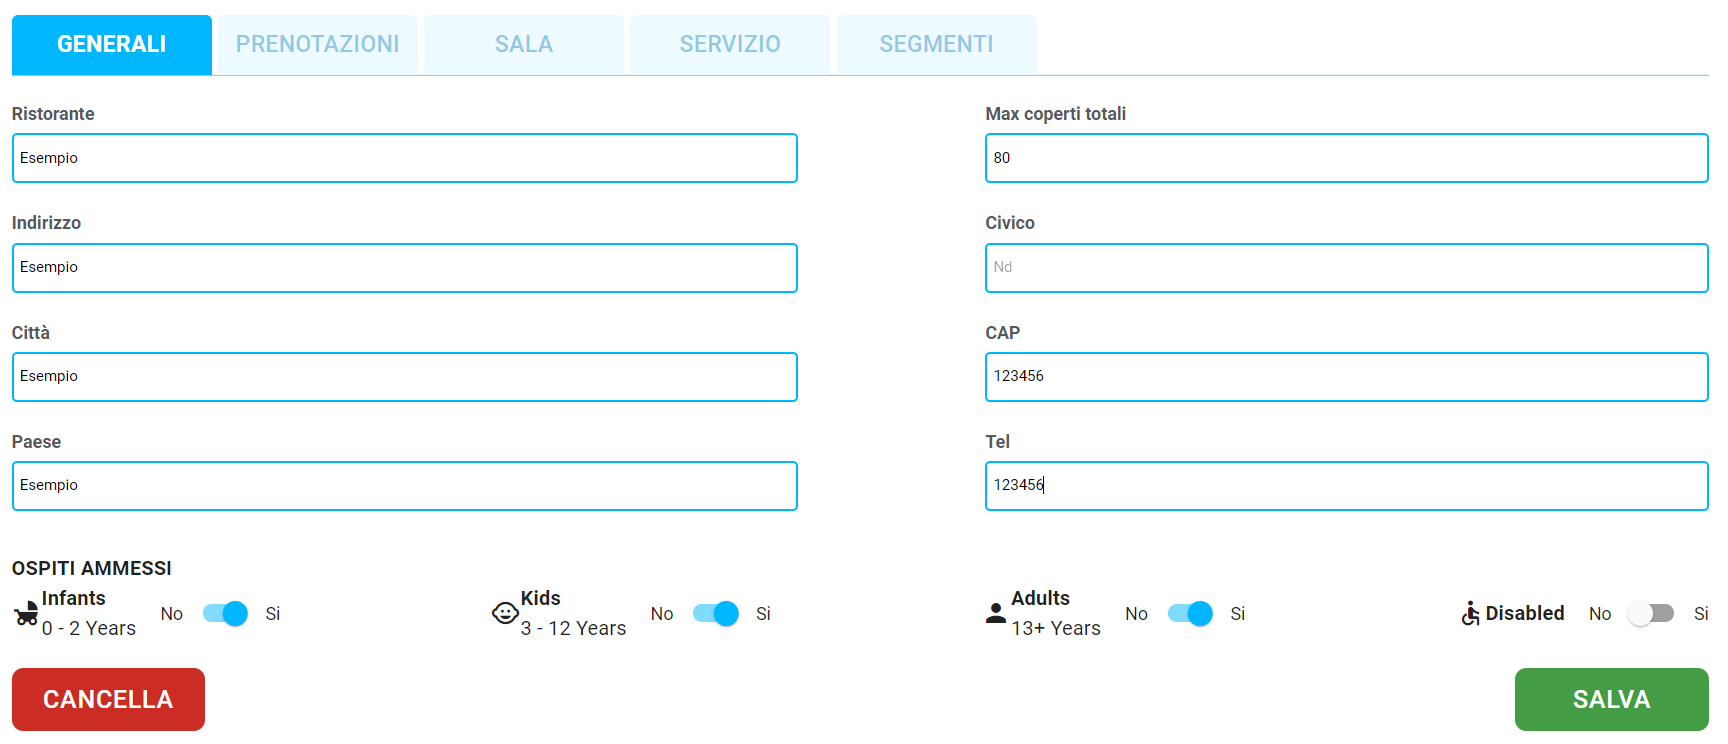 GENERALI PRENOTAZIONI SALA SERVIZIO SEGMENTI
Ristorante Max coperti totali
Esempio 80
Indirizzo Civico
Esempio Nd
Città CAP
Esempio 123456
Paese Tel
Esempio 123456
OSPITI AMMESSI
Infants
0 - 2 Years
No Si
Kids
3 - 12 Years
No Si
Adults
13+ Years
No Si
Disabled No Si
CANCELLA SALVA